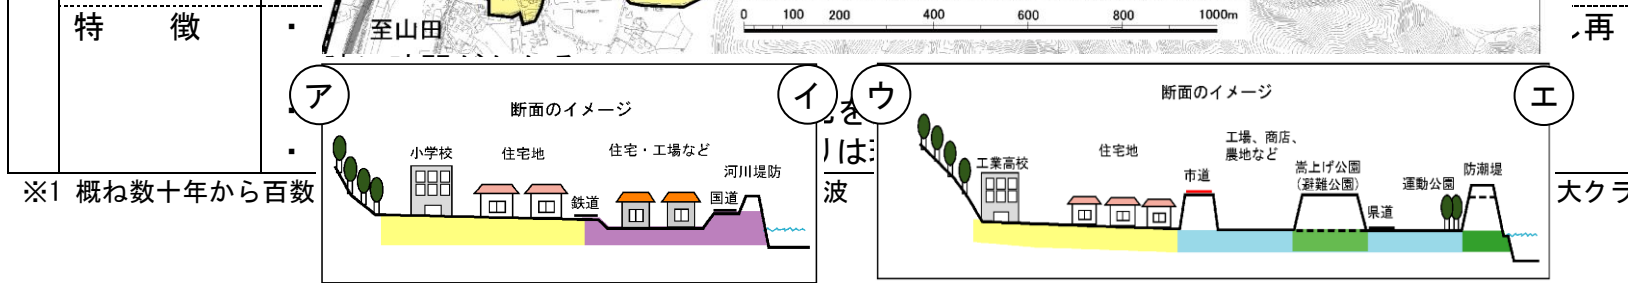 特 徴
・
至山田
0 100 200 400 600 800 1000m
再
ア
断面のイメージ
イ
小学校
住宅地
住宅・工場など
河川堤防
鉄道
国道
を
りは
ウ
断面のイメージ
エ
工業高校
住宅地
市道
工場、商店、
農地など
嵩上げ公園
(避難公園)
県道
運動公園
防潮堤
※1 概ね数十年から百数
波
大クラ